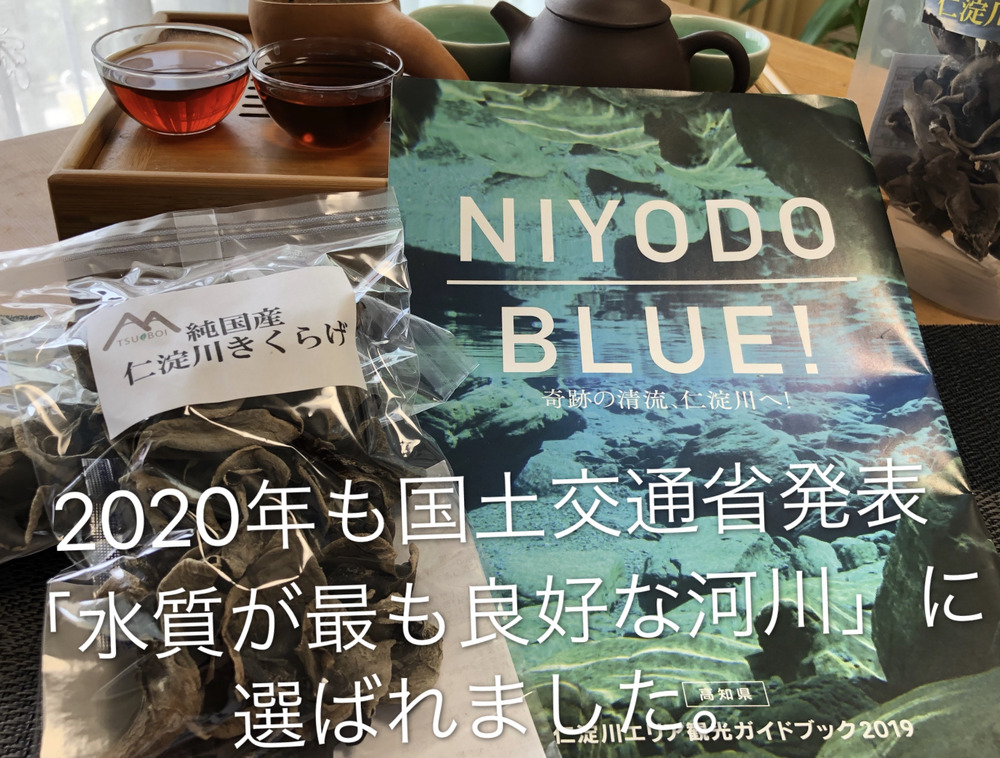 仁淀川
NIYODO
BLUE!
奇跡の清流、仁淀川へ!
TSUBOI
純国産
仁淀川きくらげ
2020年も国土交通省発表
「水質が最も良好な河川」に
選ばれました。
高知県
仁淀川エリア観光ガイドブック2019